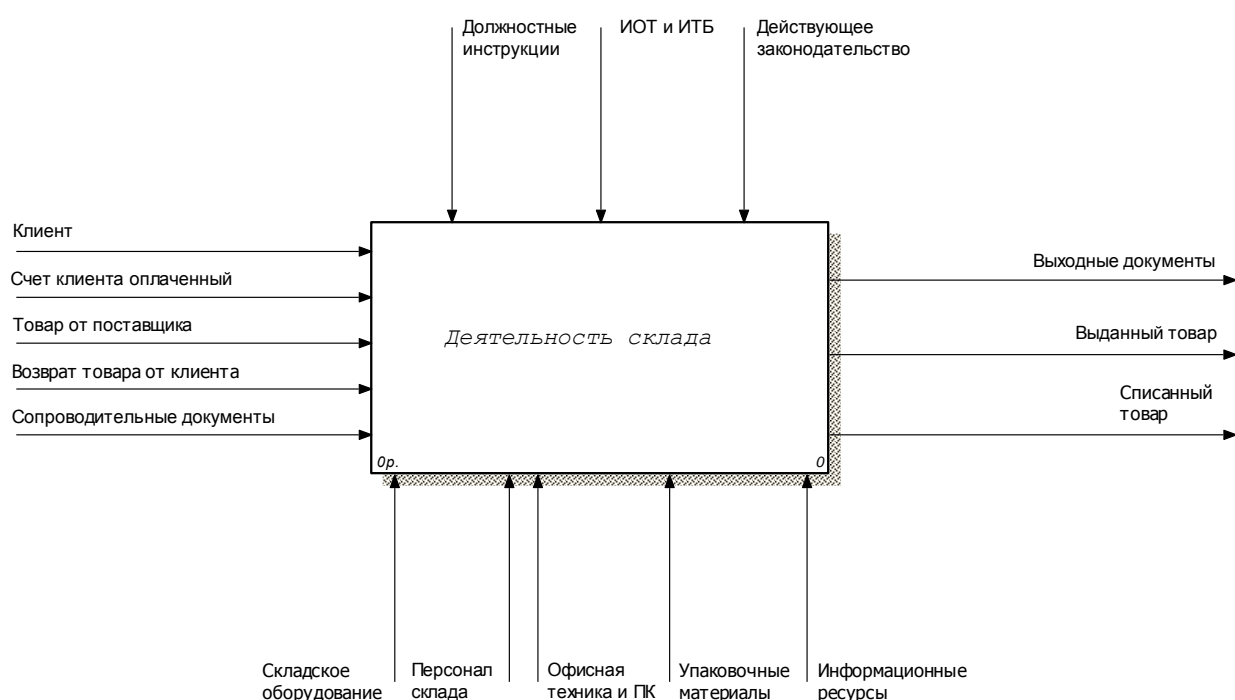 Должностные
инструкции
ИОТ и ИТБ
Действующее
законодательство
Клиент
Счет клиента оплаченный
Товар от поставщика
Возврат товара от клиента
Сопроводительные документы
Деятельность склада
0р.
0
Выходные документы
Выданный товар
Списанный
товар
Складское
оборудование
Персонал
склада
Офисная
техника и ПК
Упаковочные
материалы
Информационные
ресурсы